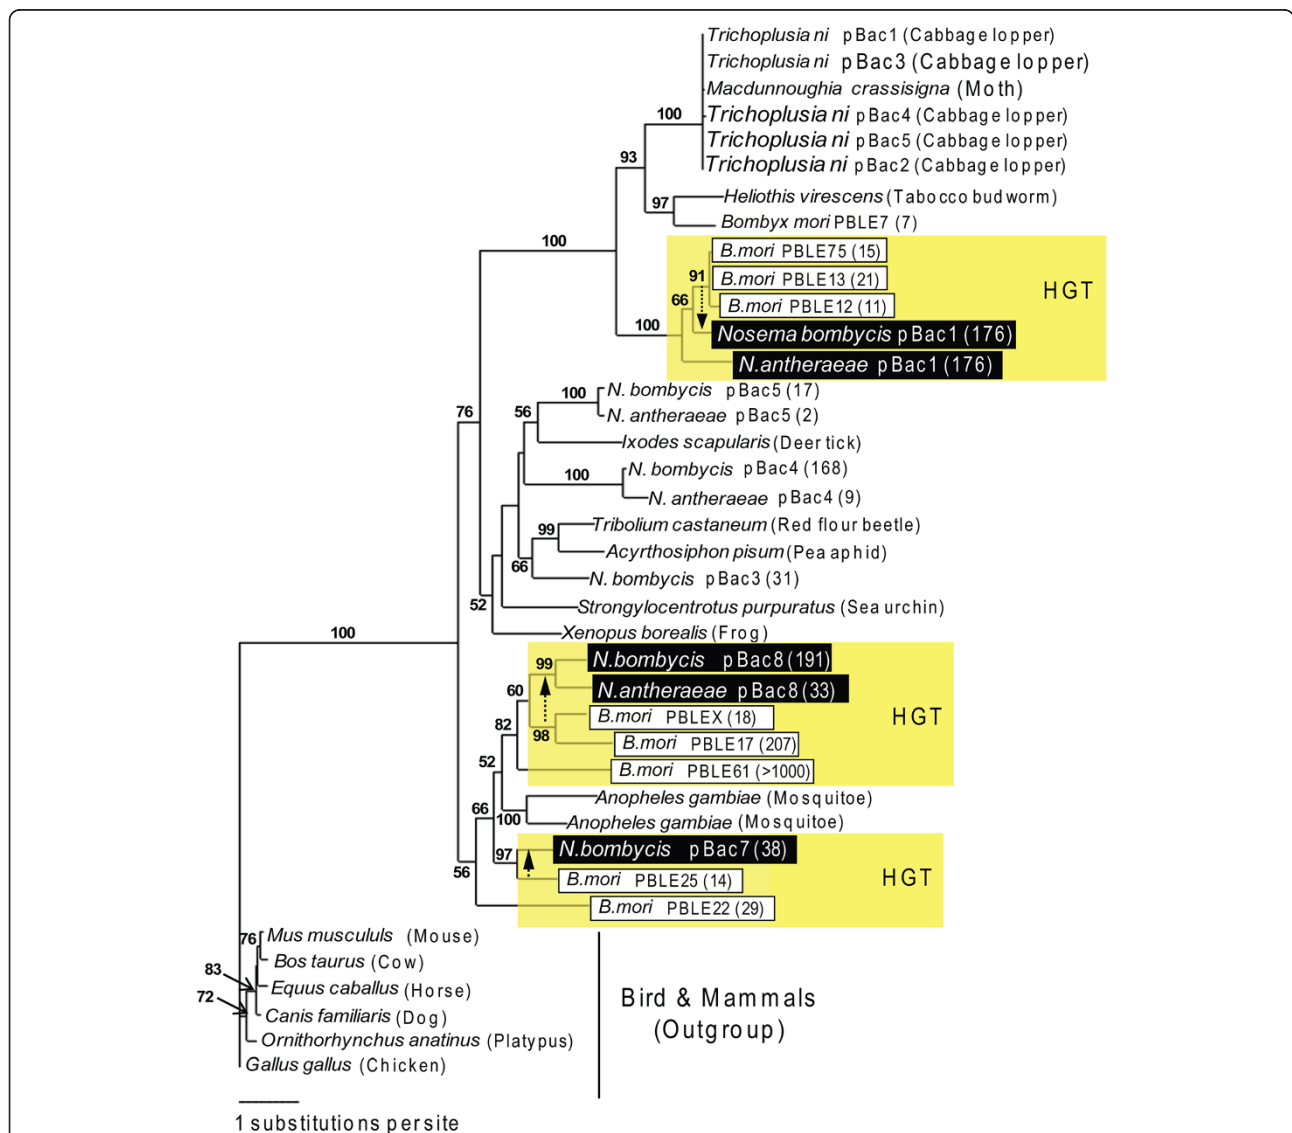 Trichoplusia ni pBac1 (Cabbage lopper)
Trichoplusia ni pBac3 (Cabbage lopper)
Macdunnoughia crassisigna (Moth)
100
Trichoplusia ni pBac4 (Cabbage lopper)
Trichoplusia ni pBac5 (Cabbage lopper)
93
Trichoplusia ni pBac2 (Cabbage lopper)
Heliothis virescens (Tabocco budworm)
97
Bombyx mori PBLE7 (7)
100
B.mori PBLE75 (15)
91
B.mori PBLE13 (21)
HGT
66
B.mori PBLE12 (11)
100
Nosema bombycis pBac1 (176)
N.antheraeae pBac1 (176)
100
N. bombycis pBac5 (17)
76
56
N. antheraeae pBac5 (2)
Ixodes scapularis (Deer tick)
100
N. bombycis pBac4 (168)
N. antheraeae pBac4 (9)
99
Tribolium castaneum (Red flour beetle)
Acyrthosiphon pisum (Pea aphid)
66
N. bombycis pBac3 (31)
52
Strongylocentrotus purpuratus (Sea urchin)
Xenopus borealis (Frog)
100
N.bombycis pBac8 (191)
99
N.antheraeae pBac8 (33)
60
B.mori PBLEX (18)
HGT
82
98
B.mori PBLE17 (207)
52
B.mori PBLE61 (>1000)
Anopheles gambiae (Mosquitoe)
66
100
Anopheles gambiae (Mosquitoe)
97
N.bombycis pBac7 (38)
56
B.mori PBLE25 (14)
HGT
B.mori PBLE22 (29)
76
Mus muscululs (Mouse)
Bos taurus (Cow)
83
Equus caballus (Horse)
72
Canis familiaris (Dog)
Ornithorhynchus anatinus (Platypus)
Gallus gallus (Chicken)
Bird & Mammals
(Outgroup)
1 substitutions per site